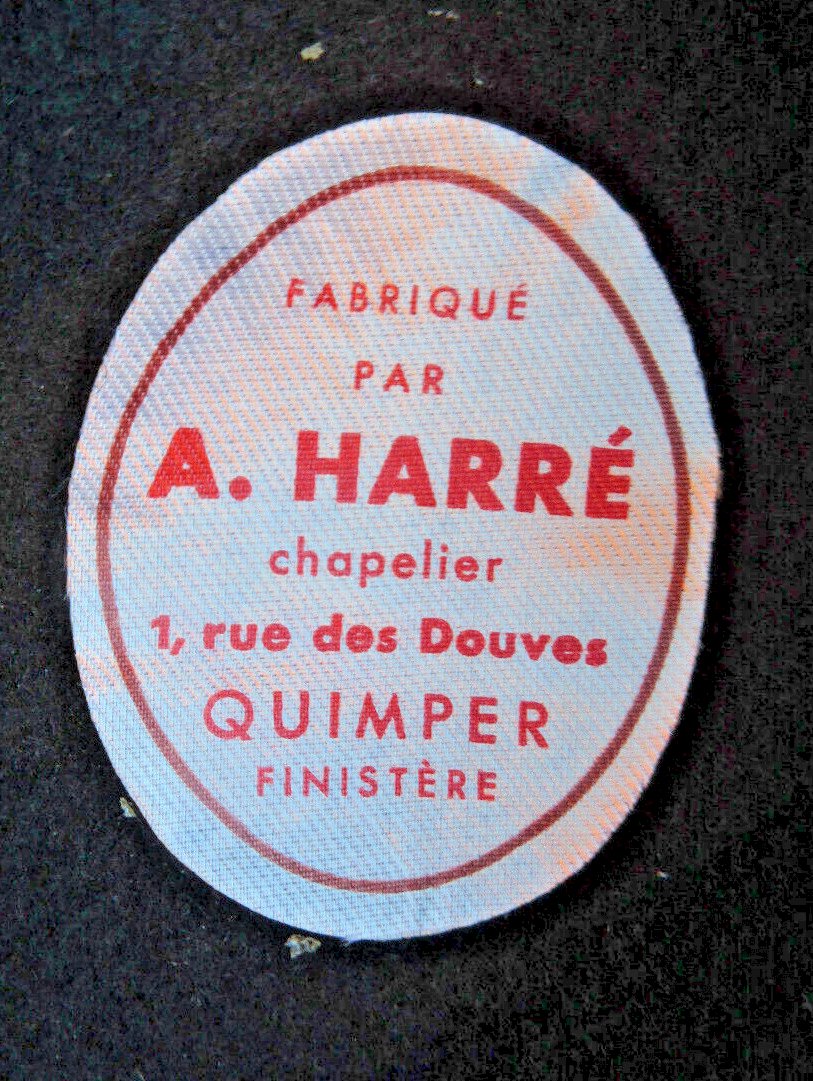 FABRIQUÉ
PAR
A. HARRÉ
chapelier
1, rue des Douves
QUIMPER
FINISTÈRE